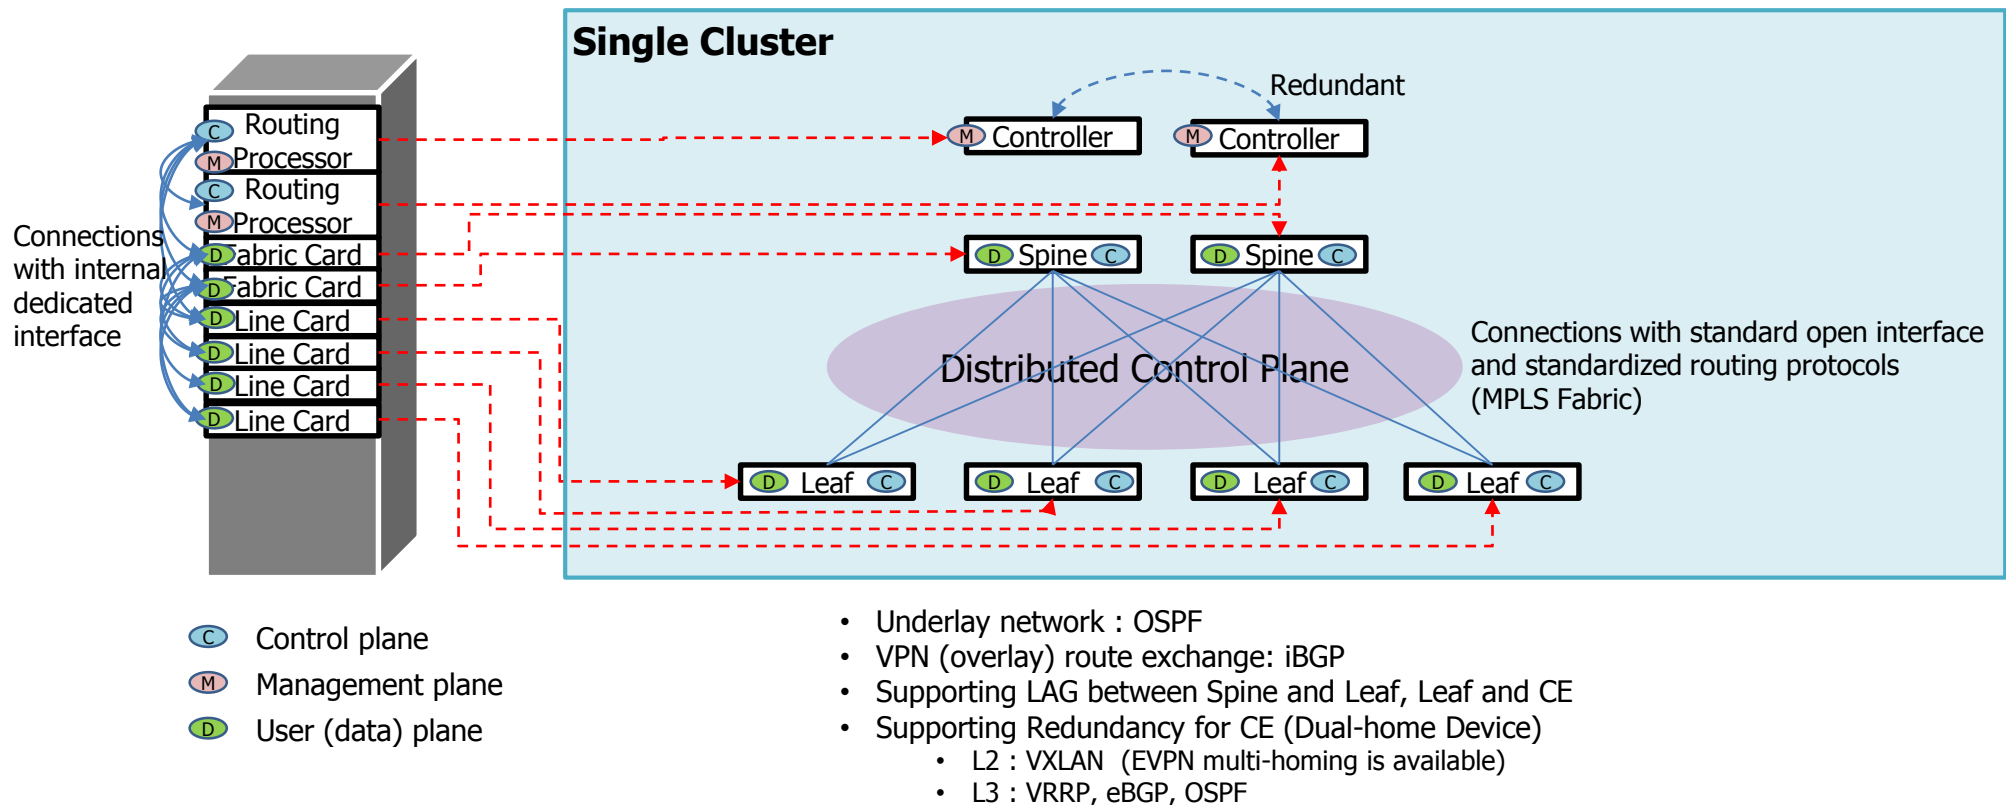 Single Cluster
Redundant
C Routing
M Processor
C Routing
M Processor
D Fabric Card
D Fabric Card
D Line Card
D Line Card
D Line Card
D Line Card
Connections
with internal
dedicated
interface
M Controller
M Controller
D Spine C
D Spine C
Distributed Control Plane
Connections with standard open interface
and standardized routing protocols
(MPLS Fabric)
D Leaf C
D Leaf C
D Leaf C
D Leaf C
C Control plane
M Management plane
D User (data) plane
• Underlay network : OSPF
• VPN (overlay) route exchange: iBGP
• Supporting LAG between Spine and Leaf, Leaf and CE
• Supporting Redundancy for CE (Dual-home Device)
• L2 : VXLAN (EVPN multi-homing is available)
• L3 : VRRP, eBGP, OSPF